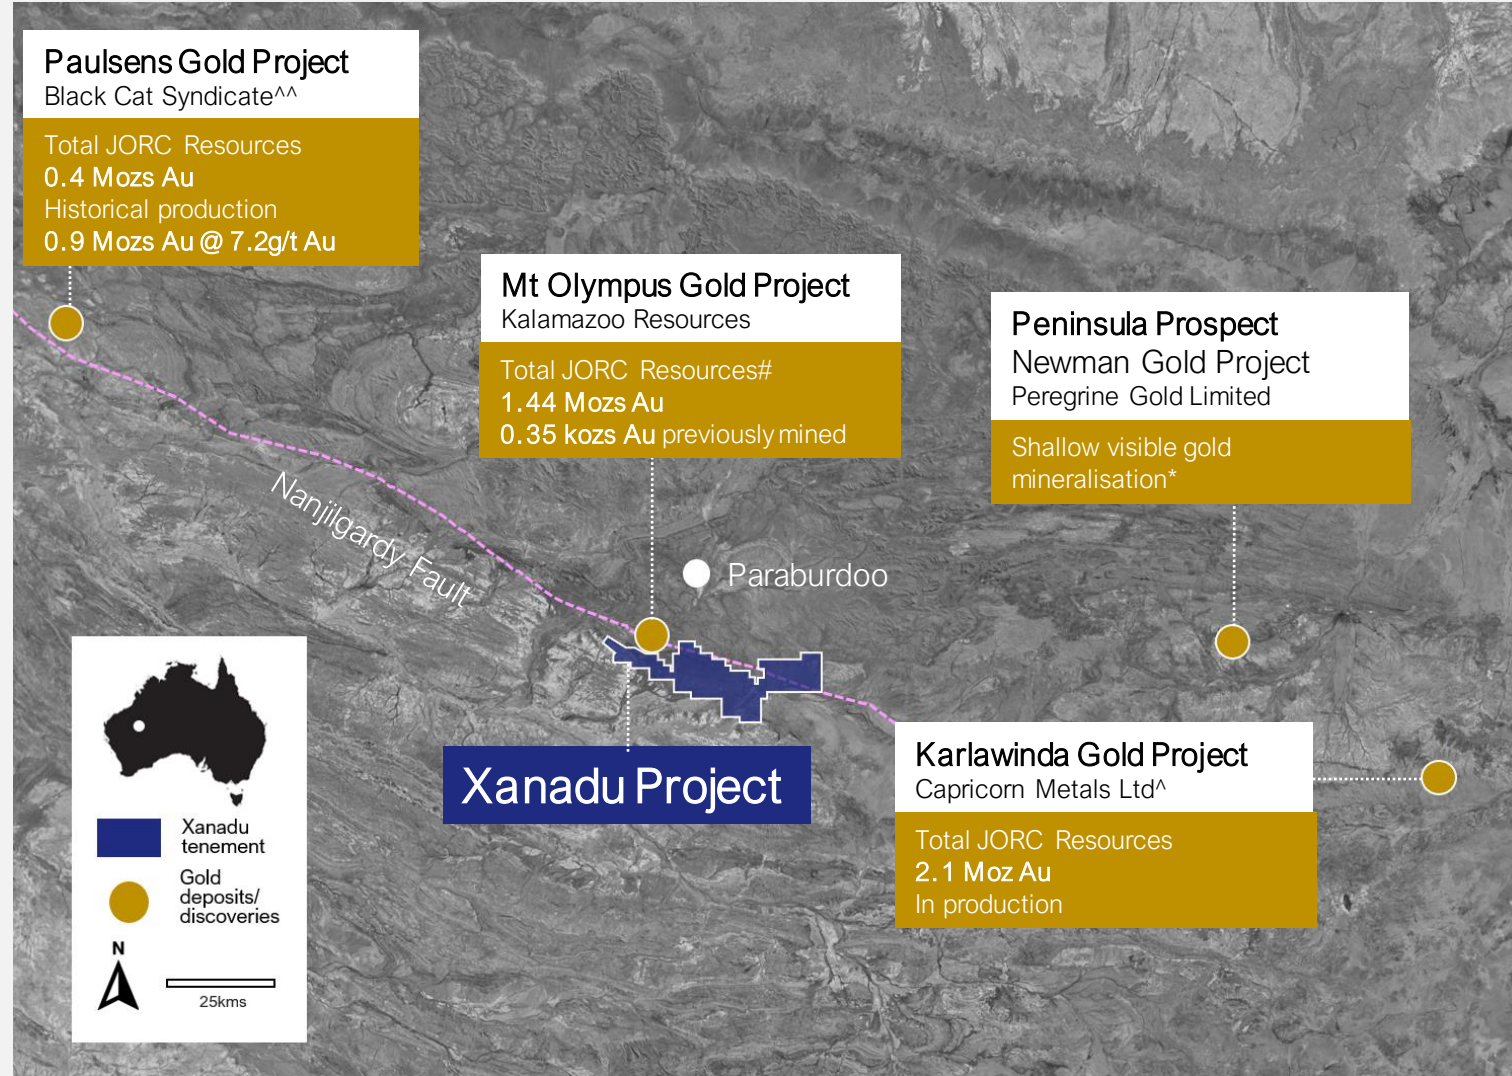 Paulsens Gold Project
Black Cat Syndicate^^
Total JORC Resources
0.4 Mozs Au
Historical production
0.9 Mozs Au @ 7.2g/t Au
Mt Olympus Gold Project
Kalamazoo Resources
Total JORC Resources#
1.44 Mozs Au
0.35 kozs Au previously mined
Peninsula Prospect
Newman Gold Project
Peregrine Gold Limited
Shallow visible gold
mineralisation*
Nanjilgardy Fault
Paraburdoo
Xanadu Project
Karlawinda Gold Project
Capricorn Metals Ltd^
Total JORC Resources
2.1 Moz Au
In production
Xanadu
tenement
Gold
deposits/
discoveries
N
25kms